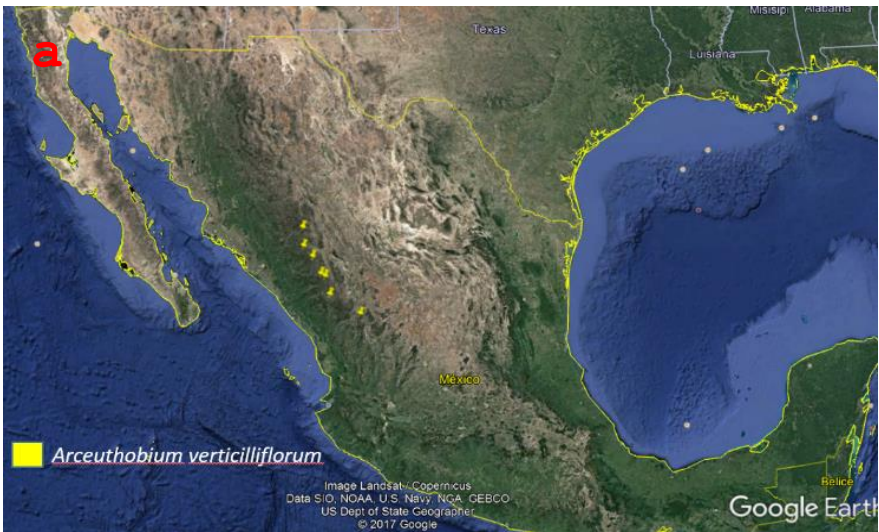 Misisipi Alabama
a
Texas
Luisiana
México
Arceuthobium verticilliflorum
Belice
Image Landsat / Copernicus
Data SIO, NOAA, U.S. Navy, NGA, GEBCO
US Dept of State Geographer
© 2017 Google
Google Earth